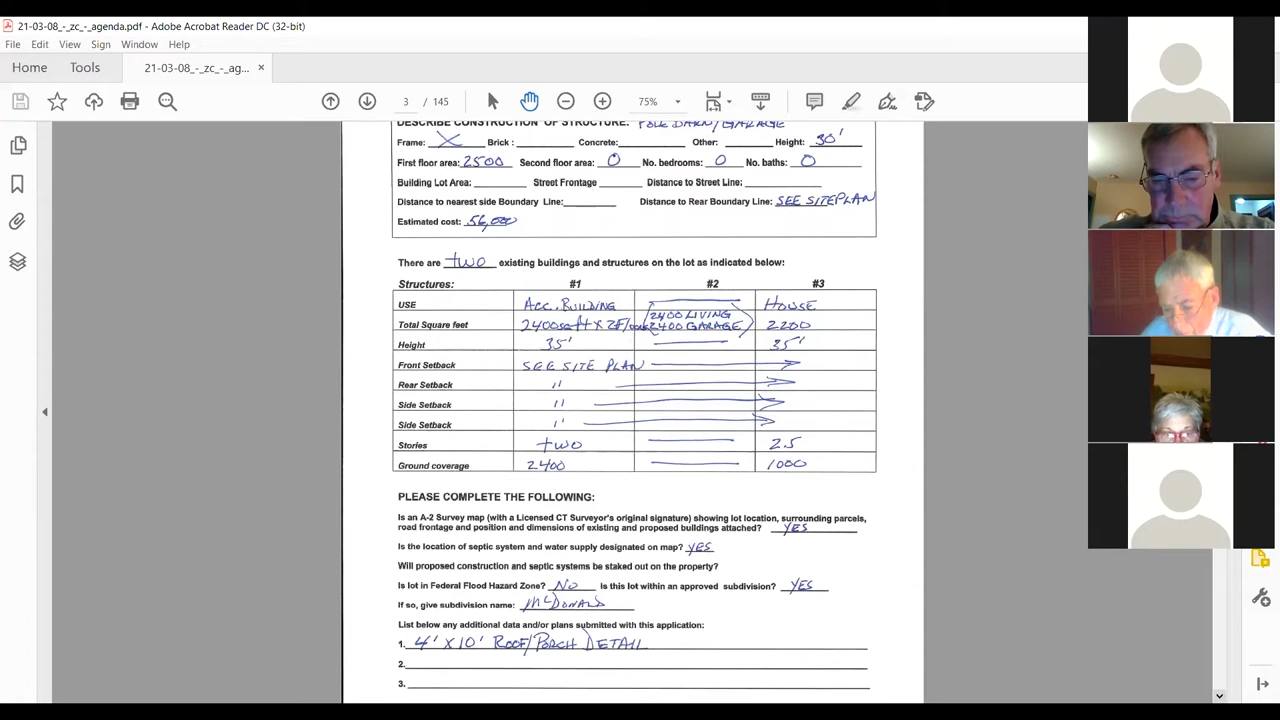 21-03-08_-_zc_-_agenda.pdf - Adobe Acrobat Reader DC (32-bit)
File Edit View Sign Window Help
Home Tools 21-03-08_-_zc_-_ag... ×
3 / 145 75%
DESCRIBE CONSTRUCTION OF STRUCTURE: POLE BARN/GARAGE
Frame: X Brick : Concrete: Other: Height: 30'
First floor area: 2500 Second floor area: 0 No. bedrooms: 0 No. baths: 0
Building Lot Area: Street Frontage Distance to Street Line:
Distance to nearest side Boundary Line: Distance to Rear Boundary Line: SEE SITE PLAN
Estimated cost: 56,000
There are two existing buildings and structures on the lot as indicated below:
Structures: #1 #2 #3
USE ACC. BUILDING HOUSE
Total Square feet 2400 sq ft X 2F/ 2400 LIVING 2400 GARAGE 2200
Height 35' 35'
Front Setback SEE SITE PLAN
Rear Setback "
Side Setback "
Side Setback "
Stories two 2.5
Ground coverage 2400 1000
PLEASE COMPLETE THE FOLLOWING:
Is an A-2 Survey map (with a Licensed CT Surveyor's original signature) showing lot location, surrounding parcels,
road frontage and position and dimensions of existing and proposed buildings attached? YES
Is the location of septic system and water supply designated on map? YES
Will proposed construction and septic systems be staked out on the property?
Is lot in Federal Flood Hazard Zone? NO Is this lot within an approved subdivision? YES
If so, give subdivision name: McDONALD
List below any additional data and/or plans submitted with this application:
1. 4' X 10' ROOF/PORCH DETAIL
2.
3.